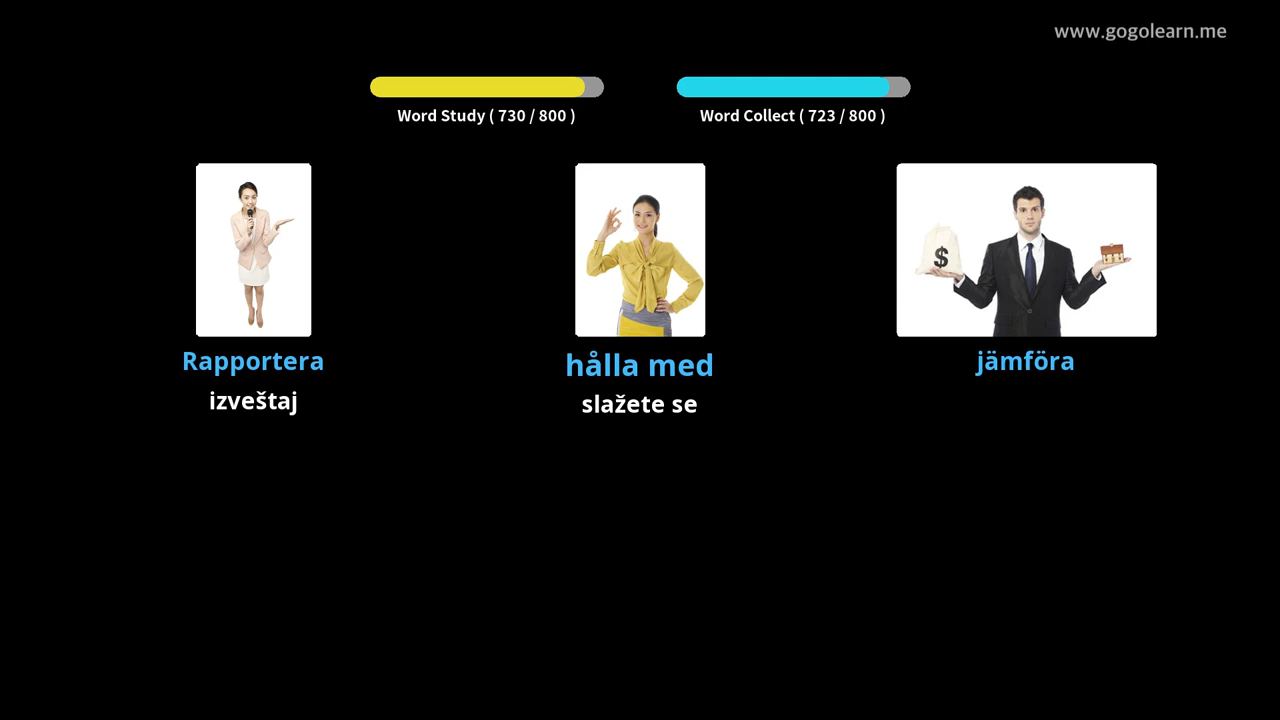 www.gogolearn.me
Word Study ( 730 / 800 )
Word Collect ( 723 / 800 )
$
Rapportera
hålla med
jämföra
izveštaj
slažete se